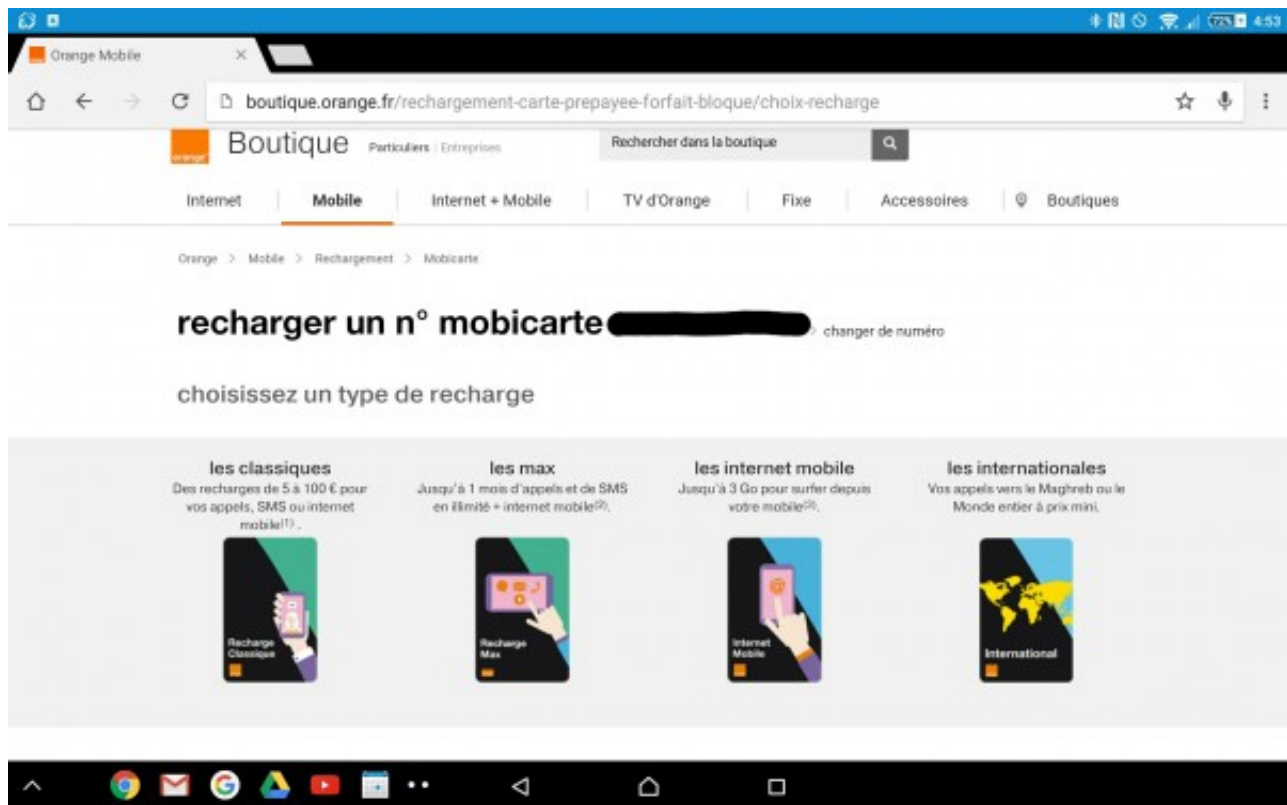 4:53
Orange Mobile
boutique.orange.fr/rechargement-carte-prepayee-forfait-bloque/choix-recharge
Boutique Particuliers | Entreprises Rechercher dans la boutique
Internet Mobile Internet + Mobile TV d'Orange Fixe Accessoires Boutiques
Orange > Mobile > Rechargement > Mobicarte
recharger un n° mobicarte > changer de numéro
choisissez un type de recharge
les classiques
Des recharges de 5 à 100 € pour
vos appels, SMS ou internet
mobile(1) .
Recharge
Classique
les max
Jusqu'à 1 mois d'appels et de SMS
en illimité + internet mobile(2).
Recharge
Max
les internet mobile
Jusqu'à 3 Go pour surfer depuis
votre mobile(3).
Internet
Mobile
les internationales
Vos appels vers le Maghreb ou le
Monde entier à prix mini.
International